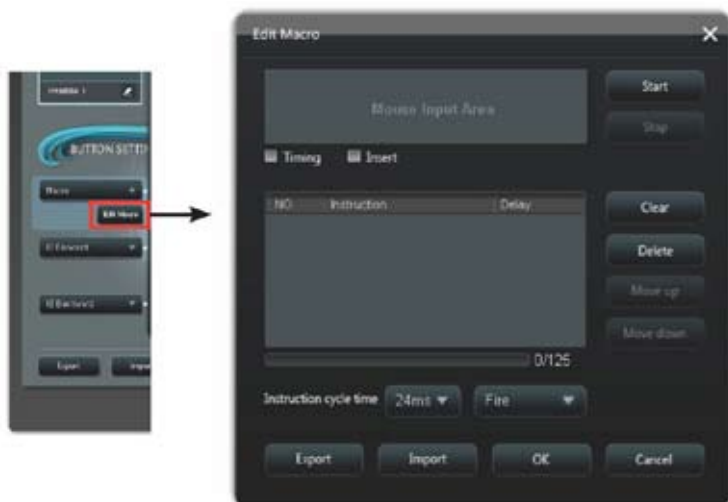 BUTTON SETTIN
Macro
Edit Macro
Export
Edit Macro
Mouse Input Area
Start
Stop
Timing Insert
NO. Instruction Delay
Clear
Delete
Move up
Move down
0/125
Instruction cycle time 24ms Fire
Export Import OK Cancel